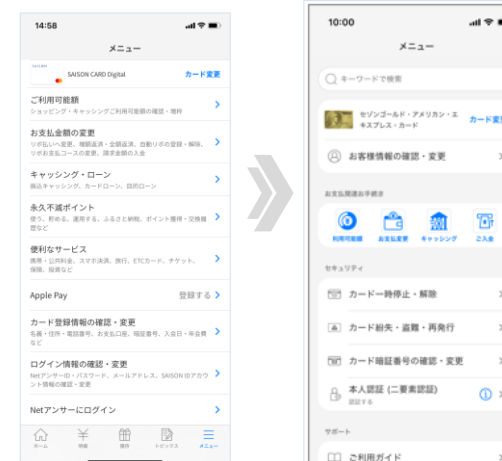 14:58
メニュー
SAISON CARD Digital
カード変更
ご利用可能額
ショッピング・キャッシングご利用可能額の確認・増枠
お支払金額の変更
リボ払いへ変更、増額返済・全額返済、自動リボの登録・解除、
リボお支払コースの変更、請求金額の入金
キャッシング・ローン
振込キャッシング、カードローン、目的ローン
永久不滅ポイント
使う、貯める、運用する、ふるさと納税、ポイント獲得・交換履
歴など
便利なサービス
携帯・公共料金、スマホ決済、旅行、ETCカード、チケット、
保険、投資など
Apple Pay
登録する
カード登録情報の確認・変更
名義・住所・電話番号、お支払口座、暗証番号、入会日・年会費
など
ログイン情報の確認・変更
NetアンサーID・パスワード、メールアドレス、SAISON IDアカウ
ント情報の確認・変更
Netアンサーにログイン
ホーム
明細
優待
トピックス
メニュー
10:00
メニュー
キーワードで検索
セゾンゴールド・アメリカン・エ
キスプレス・カード
カード変更
お客様情報の確認・変更
お支払関連お手続き
利用可能額
お支払変更
キャッシング
ご入金
セキュリティ
カード一時停止・解除
カード紛失・盗難・再発行
カード暗証番号の確認・変更
本人認証 (二要素認証)
認証する
サポート
ご利用ガイド